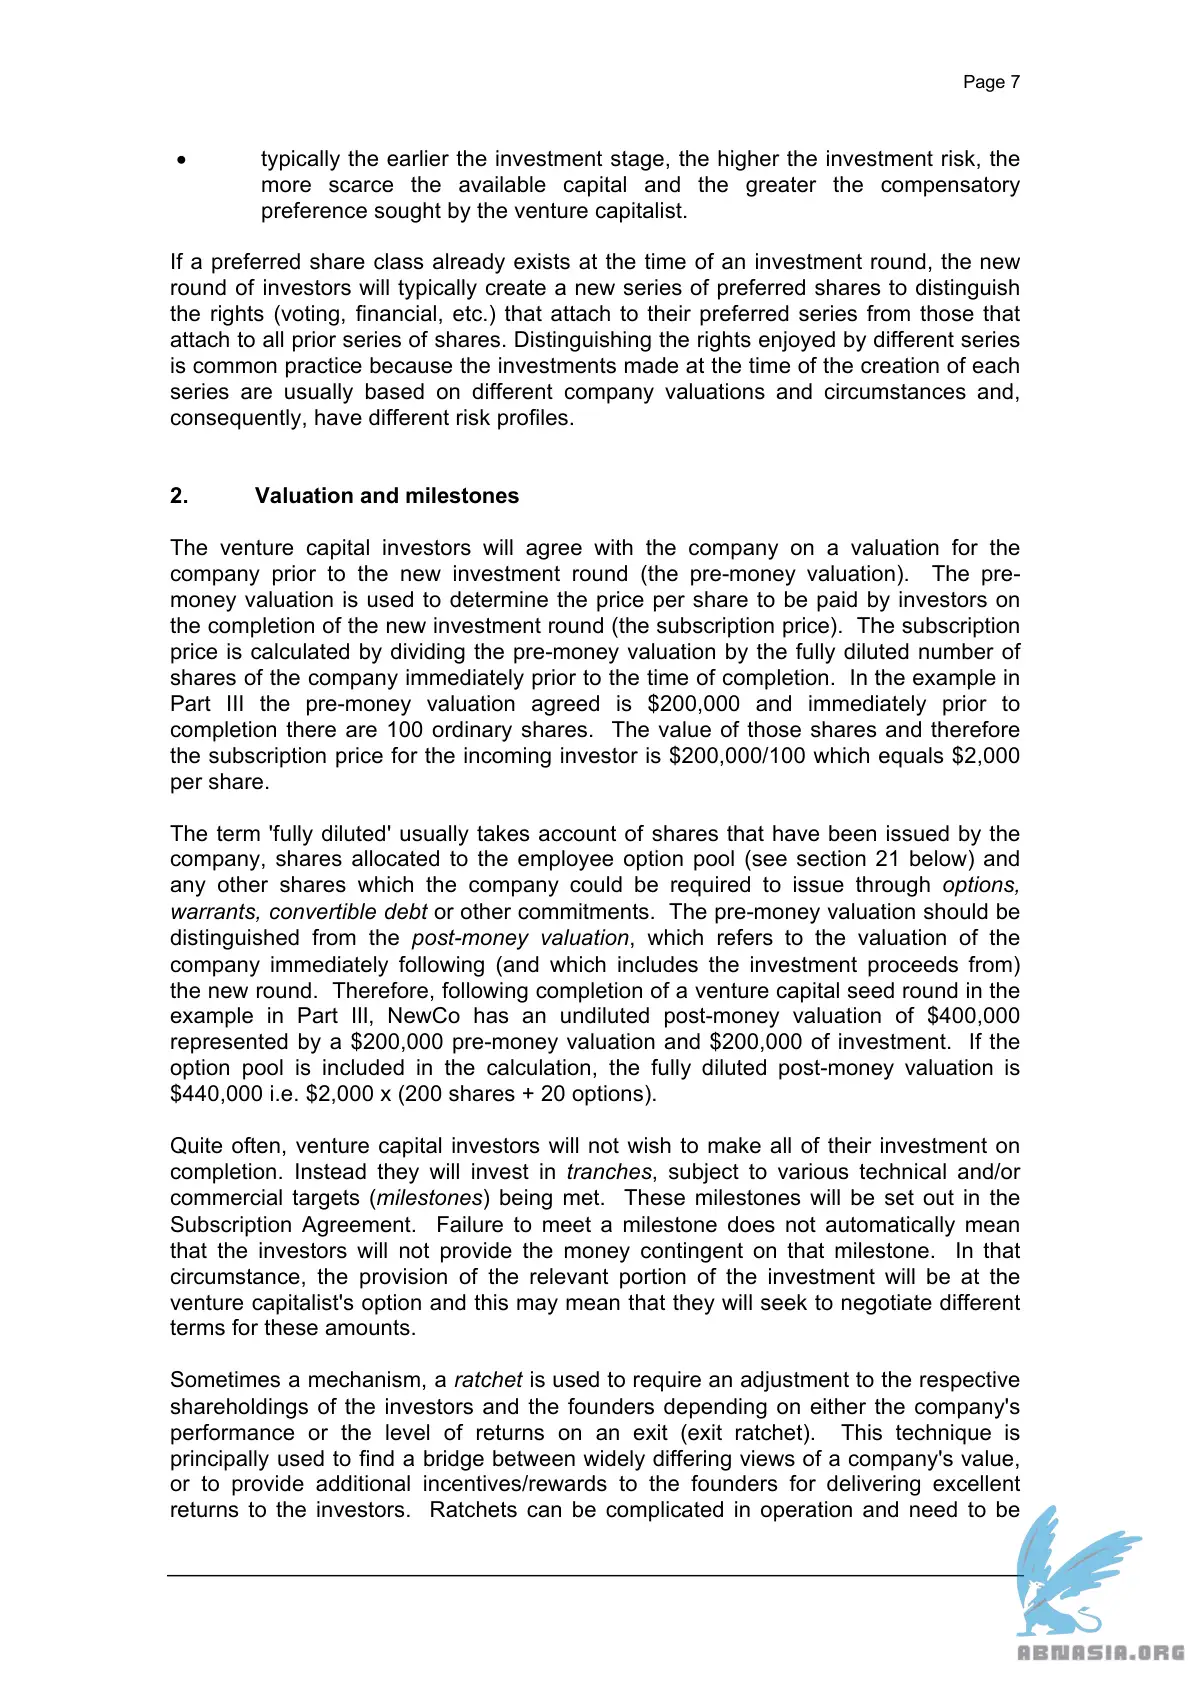 Page 7
• typically the earlier the investment stage, the higher the investment risk, the
more scarce the available capital and the greater the compensatory
preference sought by the venture capitalist.
If a preferred share class already exists at the time of an investment round, the new
round of investors will typically create a new series of preferred shares to distinguish
the rights (voting, financial, etc.) that attach to their preferred series from those that
attach to all prior series of shares. Distinguishing the rights enjoyed by different series
is common practice because the investments made at the time of the creation of each
series are usually based on different company valuations and circumstances and,
consequently, have different risk profiles.
2. Valuation and milestones
The venture capital investors will agree with the company on a valuation for the
company prior to the new investment round (the pre-money valuation). The pre-
money valuation is used to determine the price per share to be paid by investors on
the completion of the new investment round (the subscription price). The subscription
price is calculated by dividing the pre-money valuation by the fully diluted number of
shares of the company immediately prior to the time of completion. In the example in
Part III the pre-money valuation agreed is $200,000 and immediately prior to
completion there are 100 ordinary shares. The value of those shares and therefore
the subscription price for the incoming investor is $200,000/100 which equals $2,000
per share.
The term 'fully diluted' usually takes account of shares that have been issued by the
company, shares allocated to the employee option pool (see section 21 below) and
any other shares which the company could be required to issue through options,
warrants, convertible debt or other commitments. The pre-money valuation should be
distinguished from the post-money valuation, which refers to the valuation of the
company immediately following (and which includes the investment proceeds from)
the new round. Therefore, following completion of a venture capital seed round in the
example in Part III, NewCo has an undiluted post-money valuation of $400,000
represented by a $200,000 pre-money valuation and $200,000 of investment. If the
option pool is included in the calculation, the fully diluted post-money valuation is
$440,000 i.e. $2,000 x (200 shares + 20 options).
Quite often, venture capital investors will not wish to make all of their investment on
completion. Instead they will invest in tranches, subject to various technical and/or
commercial targets (milestones) being met. These milestones will be set out in the
Subscription Agreement. Failure to meet a milestone does not automatically mean
that the investors will not provide the money contingent on that milestone. In that
circumstance, the provision of the relevant portion of the investment will be at the
venture capitalist's option and this may mean that they will seek to negotiate different
terms for these amounts.
Sometimes a mechanism, a ratchet is used to require an adjustment to the respective
shareholdings of the investors and the founders depending on either the company's
performance or the level of returns on an exit (exit ratchet). This technique is
principally used to find a bridge between widely differing views of a company's value,
or to provide additional incentives/rewards to the founders for delivering excellent
returns to the investors. Ratchets can be complicated in operation and need to be
ABNASIA.ORG